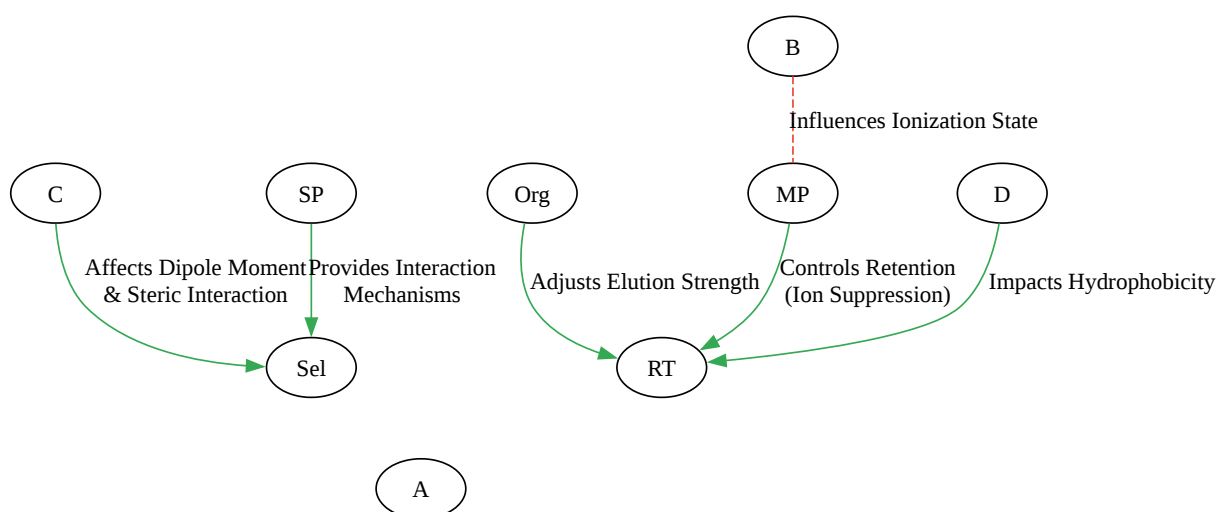 B
Influences Ionization State
C
SP
Org
MP
D
Affects Dipole Moment
& Steric Interaction
Provides Interaction
Mechanisms
Adjusts Elution Strength
Controls Retention
(Ion Suppression)
Impacts Hydrophobicity
Sel
RT
A